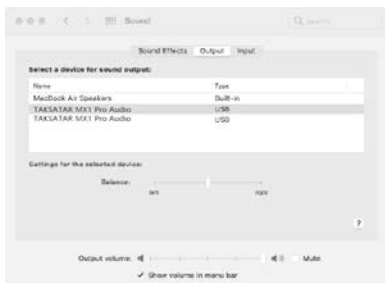 Sound
Search
Sound Effects Output Input
Select a device for sound output:
Name Type
MacBook Air Speakers Built-in
TAKSATAR MX1 Pro Audio USB
TAKSATAR MX1 Pro Audio USB
Settings for the selected device:
Balance:
left right
?
Output volume: Mute
Show volume in menu bar